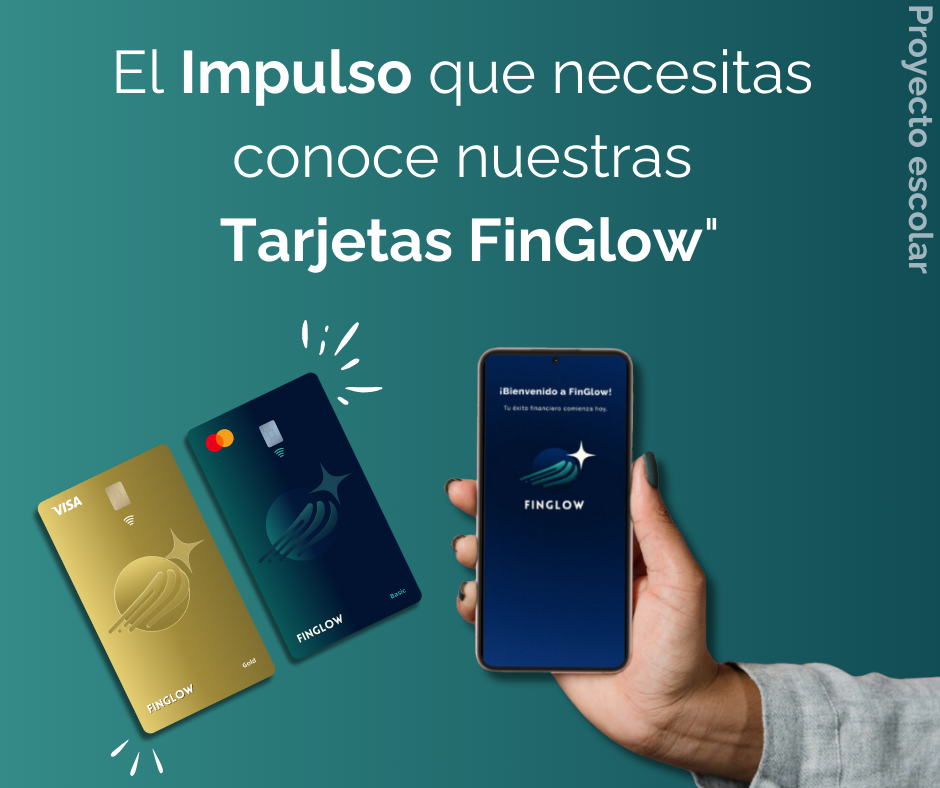 El Impulso que necesitas
conoce nuestras
Tarjetas FinGlow"
Proyecto escolar
VISA
FINGLOW
Gold
Basic
FINGLOW
¡Bienvenido a FinGlow!
Tu éxito financiero comienza hoy.
FINGLOW